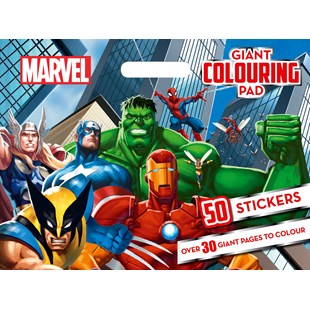 MARVEL
GIANT
COLOURING
PAD
50 STICKERS
OVER 30 GIANT PAGES TO COLOUR